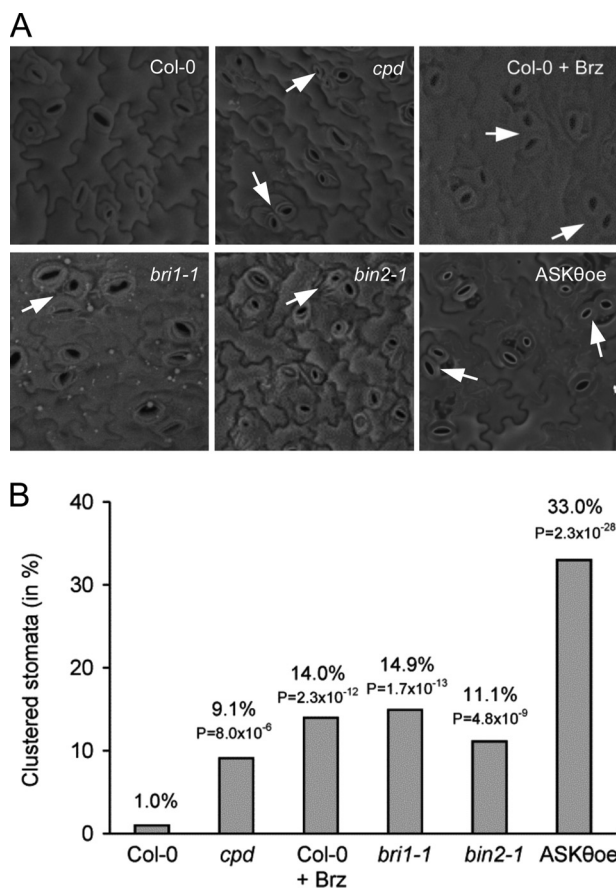 A
Col-0
cpd
Col-0 + Brz
bri1-1
bin2-1
ASKθoe
B
Clustered stomata (in %)
40
30
20
10
0
1.0%
9.1%
P=8.0x10⁻⁶
14.0%
P=2.3x10⁻¹²
14.9%
P=1.7x10⁻¹³
11.1%
P=4.8x10⁻⁹
33.0%
P=2.3x10⁻²⁸
Col-0
cpd
Col-0
+ Brz
bri1-1
bin2-1
ASKθoe